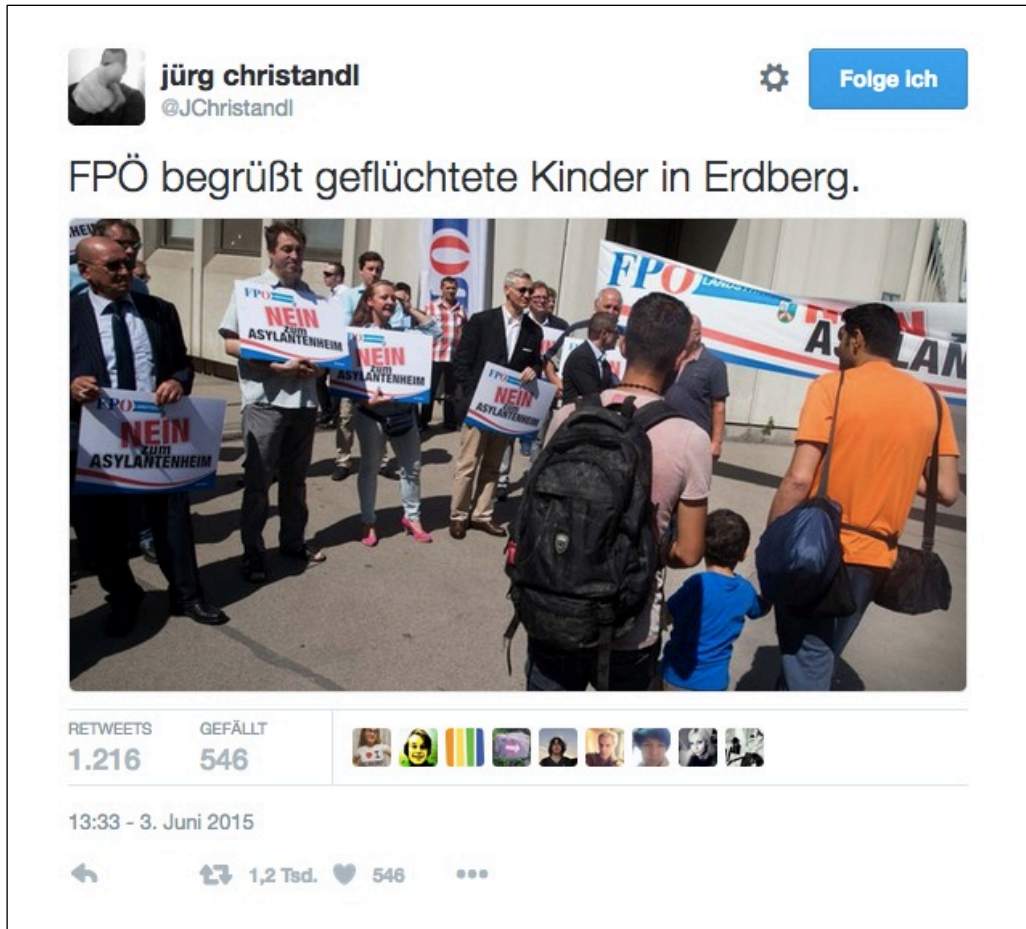 jürg christandl
@JChristandl
Folge ich
FPÖ begrüßt geflüchtete Kinder in Erdberg.
FPÖ
NEIN
zum
ASYLANTENHEIM
FPÖ
NEIN
zum
ASYLANTENHEIM
FPÖ
NEIN
zum
ASYLANTENHEIM
FPÖ
NEIN
zum
ASYLANTENHEIM
FPÖ
NEIN
ASYLAN
RETWEETS
GEFÄLLT
1.216
546
13:33 - 3. Juni 2015
1,2 Tsd.
546